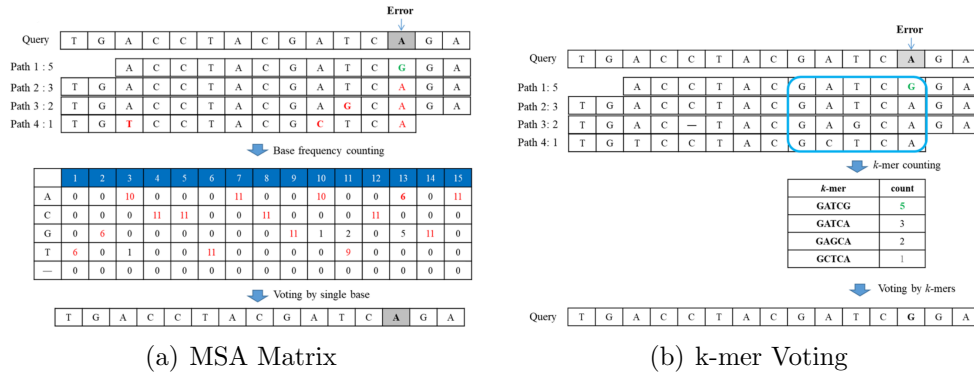 Error
Query T G A C C T A C G A T C A G A
Path 1 : 5 A C C T A C G A T C G G A
Path 2 : 3 T G A C C T A C G A T C A G A
Path 3 : 2 T G A C C T A C G A G C A G A
Path 4 : 1 T G T C C T A C G C T C A
Base frequency counting
1 2 3 4 5 6 7 8 9 10 11 12 13 14 15
A 0 0 10 0 0 0 11 0 0 10 0 0 6 0 11
C 0 0 0 11 11 0 0 11 0 0 0 11 0 0 0
G 0 6 0 0 0 0 0 0 11 1 2 0 5 11 0
T 6 0 1 0 0 11 0 0 0 0 9 0 0 0 0
— 0 0 0 0 0 0 0 0 0 0 0 0 0 0 0
Voting by single base
T G A C C T A C G A T C A G A
(a) MSA Matrix
Error
Query T G A C C T A C G A T C A G A
Path 1: 5 A C C T A C G A T C G G A
Path 2: 3 T G A C C T A C G A T C A G A
Path 3: 2 T G A C — T A C G A G C A G A
Path 4: 1 T G A C C T A C G C T C A
k-mer counting
k-mer count
GATCG 5
GATCA 3
GAGCA 2
GCTCA 1
Voting by k-mers
Query T G A C C T A C G A T C G G A
(b) k-mer Voting